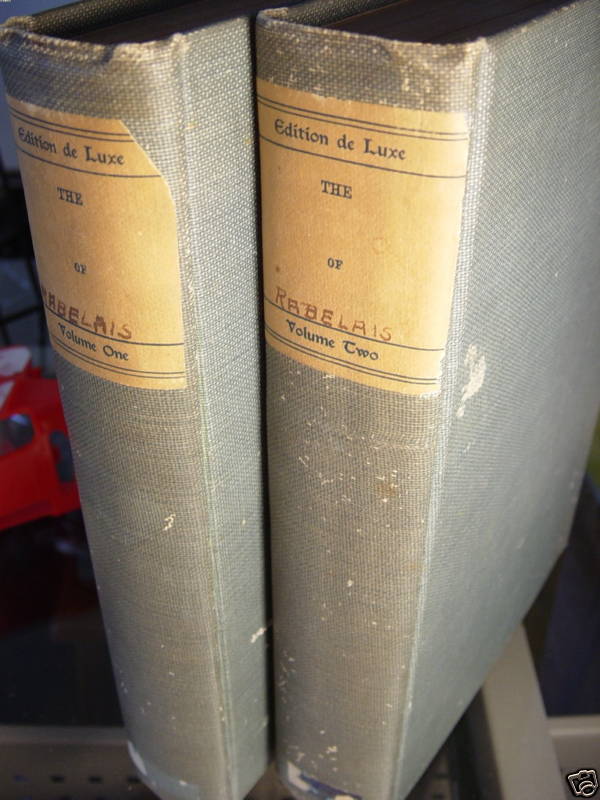 Edition de Luxe
THE
OF
RABELAIS
Volume One
Edition de Luxe
THE
OF
RABELAIS
Volume Two